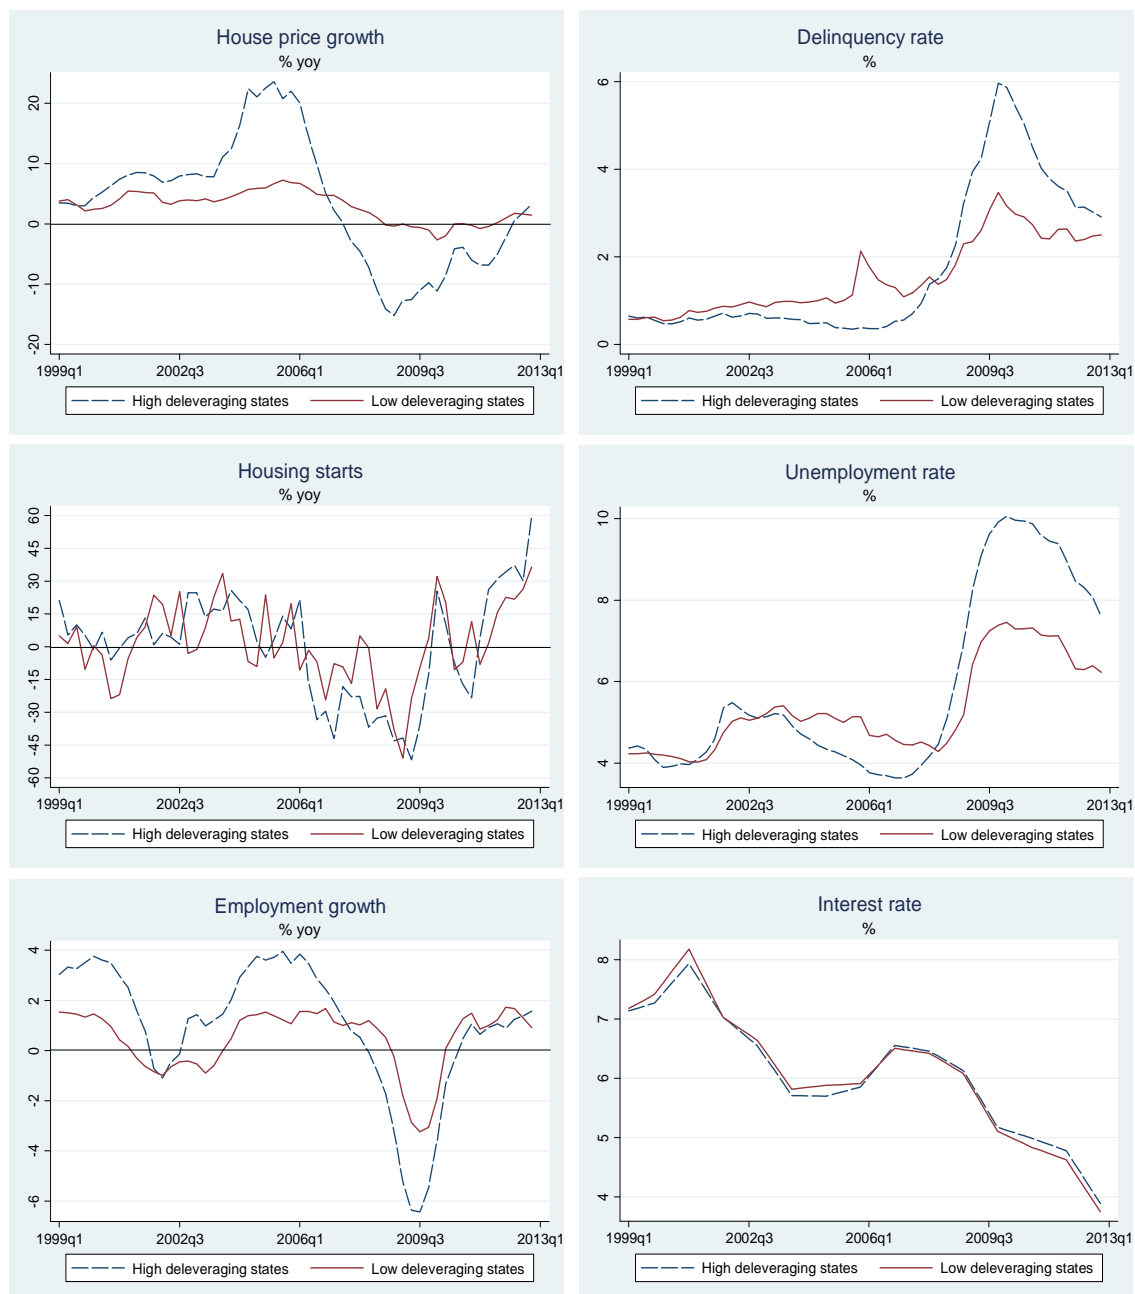 House price growth
% yoy
20
10
0
-10
-20
1999q1 2002q3 2006q1 2009q3 2013q1
High deleveraging states Low deleveraging states
Delinquency rate
%
6
4
2
0
1999q1 2002q3 2006q1 2009q3 2013q1
High deleveraging states Low deleveraging states
Housing starts
% yoy
60
45
30
15
0
-15
-30
-45
-60
1999q1 2002q3 2006q1 2009q3 2013q1
High deleveraging states Low deleveraging states
Unemployment rate
%
10
8
6
4
1999q1 2002q3 2006q1 2009q3 2013q1
High deleveraging states Low deleveraging states
Employment growth
% yoy
4
2
0
-2
-4
-6
1999q1 2002q3 2006q1 2009q3 2013q1
High deleveraging states Low deleveraging states
Interest rate
%
8
7
6
5
4
1999q1 2002q3 2006q1 2009q3 2013q1
High deleveraging states Low deleveraging states